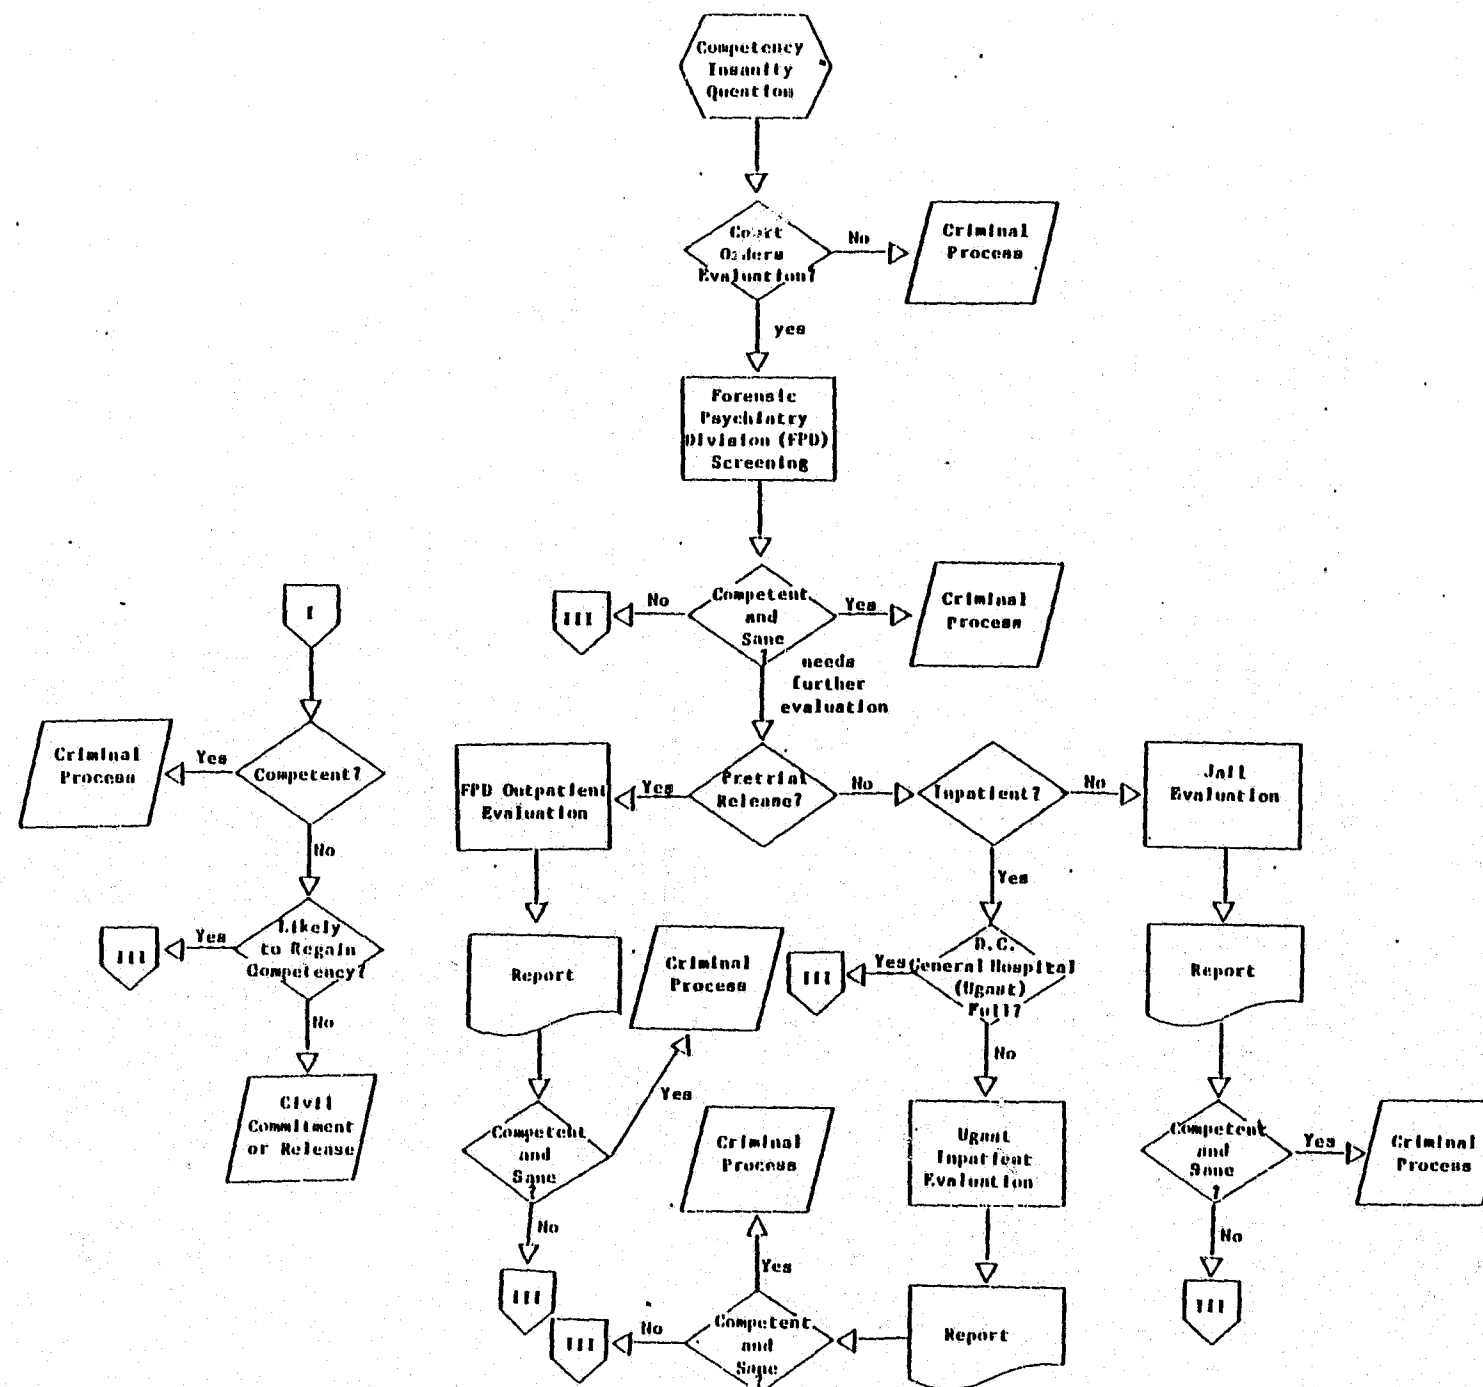 Competency
Insanity
Question
Court
Orders
Evaluation?
No
Criminal
Process
yes
Forensic
Psychiatry
Division (FPD)
Screening
III
No
Competent
and
Sane
?
Yes
Criminal
process
needs
further
evaluation
I
Criminal
Process
Yes
Competent?
No
III
Yes
Likely
to Regain
Competency?
No
Civil
Commitment
or Release
FPD Outpatient
Evaluation
Yes
Pretrial
Release?
No
Inpatient?
No
Jail
Evaluation
Yes
Report
Criminal
Process
III
Yes
D.C.
General Hospital
(Ugast)
Full?
Report
No
Yes
Competent
and
Sane
?
No
III
Criminal
Process
Ugast
Inpatient
Evaluation
Competent
and
Sane
?
Yes
Criminal
Process
No
III
Yes
III
No
Competent
and
Sane
?
Report